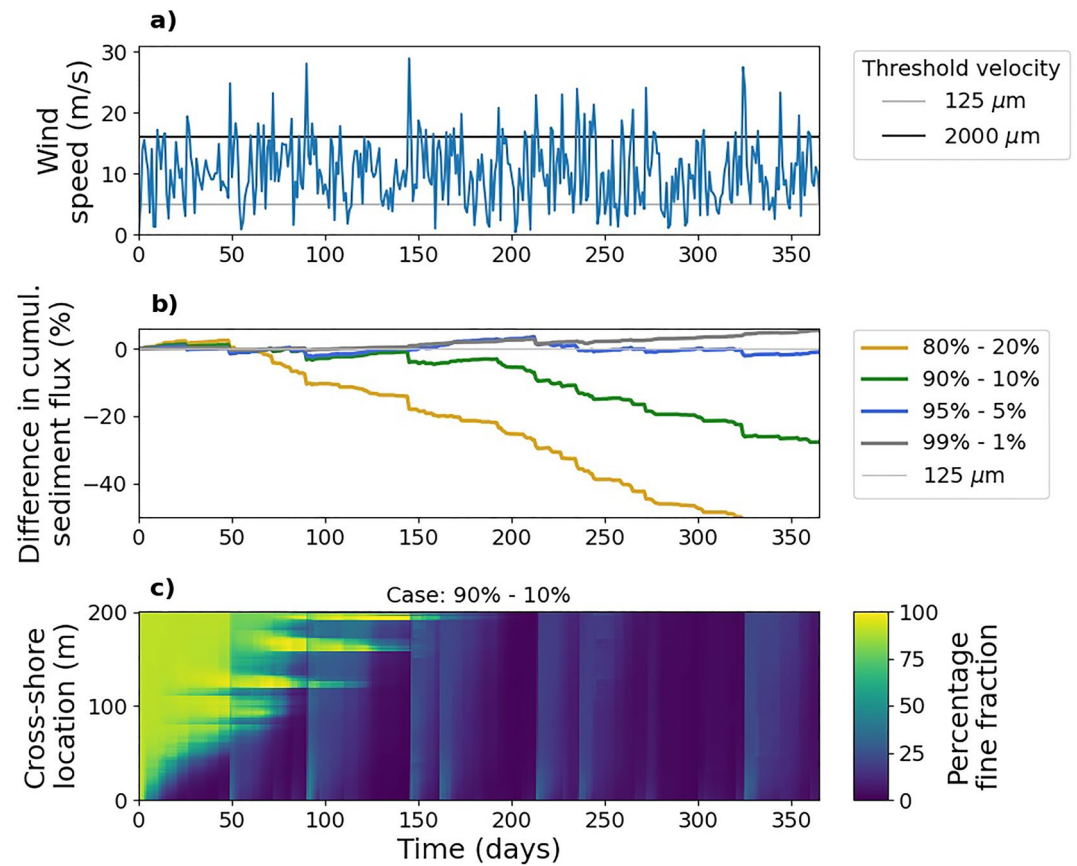 a)
30
20
10
0
Wind
speed (m/s)
0 50 100 150 200 250 300 350
Threshold velocity
125 μm
2000 μm
b)
0
−20
−40
Difference in cumul.
sediment flux (%)
0 50 100 150 200 250 300 350
80% - 20%
90% - 10%
95% - 5%
99% - 1%
125 μm
c)
Case: 90% - 10%
200
100
0
Cross-shore
location (m)
0 50 100 150 200 250 300 350
Time (days)
100
75
50
25
0
Percentage
fine fraction